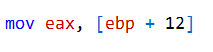 mov eax, [ebp + 12]